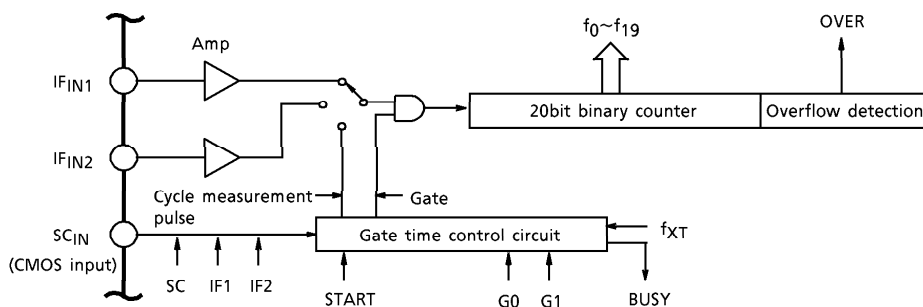 Amp
f0~f19
OVER
IFIN1
20bit binary counter
Overflow detection
IFIN2
Cycle measurement
pulse
Gate
SCIN
(CMOS input)
Gate time control circuit
fXT
SC
IF1
IF2
START
G0
G1
BUSY